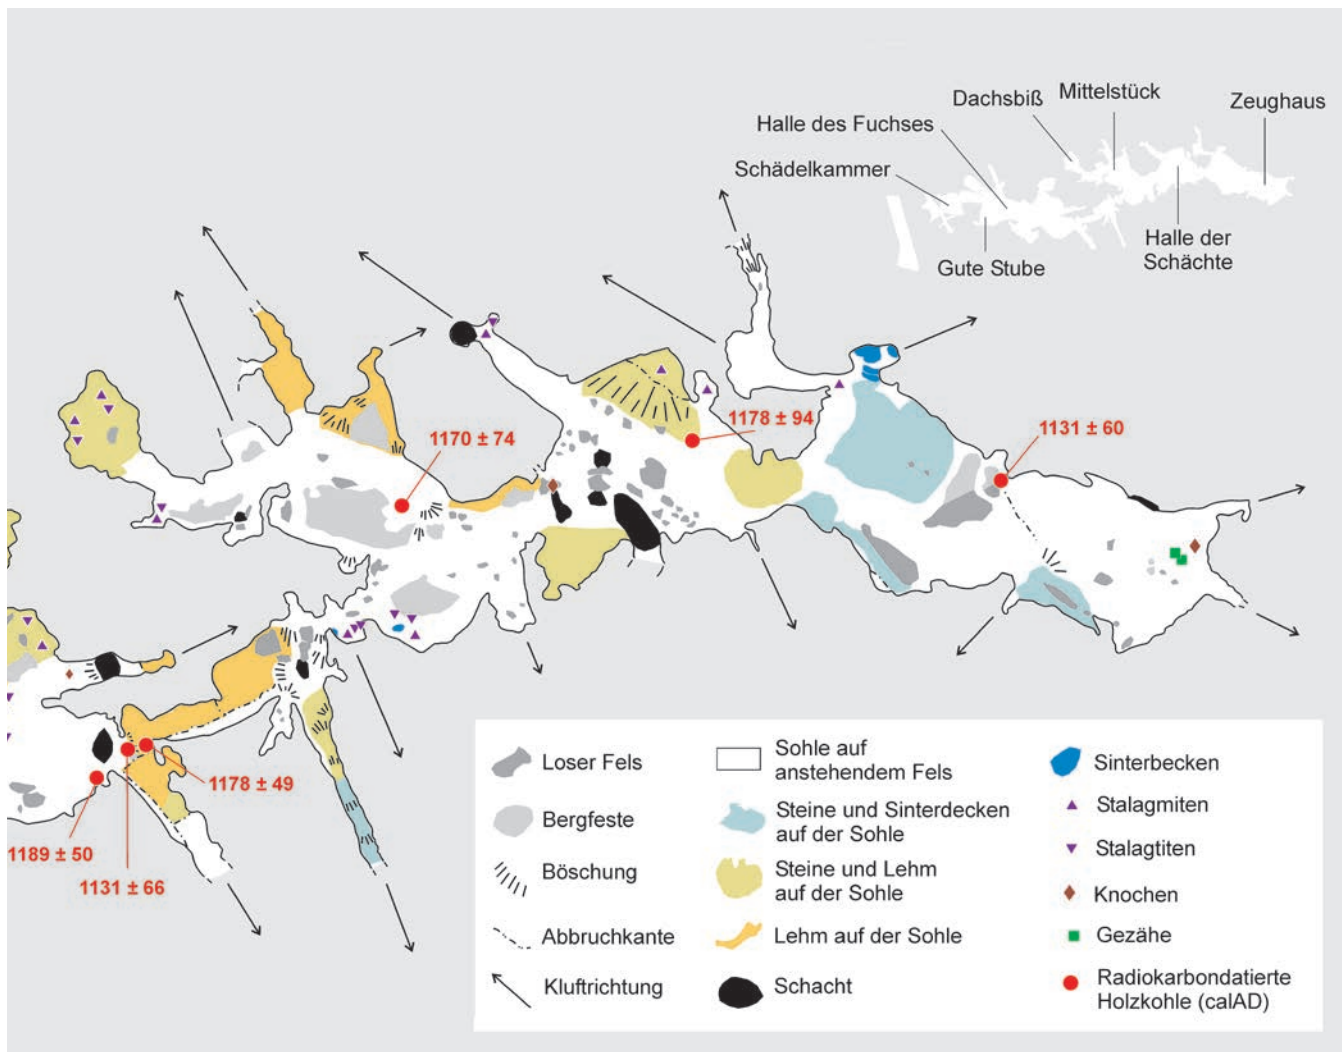 Dachsbiß
Mittelstück
Zeughaus
Halle des Fuchses
Schädelkammer
Halle der
Schächte
Gute Stube
1178 ± 94
1170 ± 74
1131 ± 60
1178 ± 49
1189 ± 50
1131 ± 66
Loser Fels
Bergfeste
Böschung
Abbruchkante
Kluftrichtung
Sohle auf
anstehendem Fels
Steine und Sinterdecken
auf der Sohle
Steine und Lehm
auf der Sohle
Lehm auf der Sohle
Schacht
Sinterbecken
Stalagmiten
Stalagtiten
Knochen
Gezähe
Radiokarbondatierte
Holzkohle (calAD)